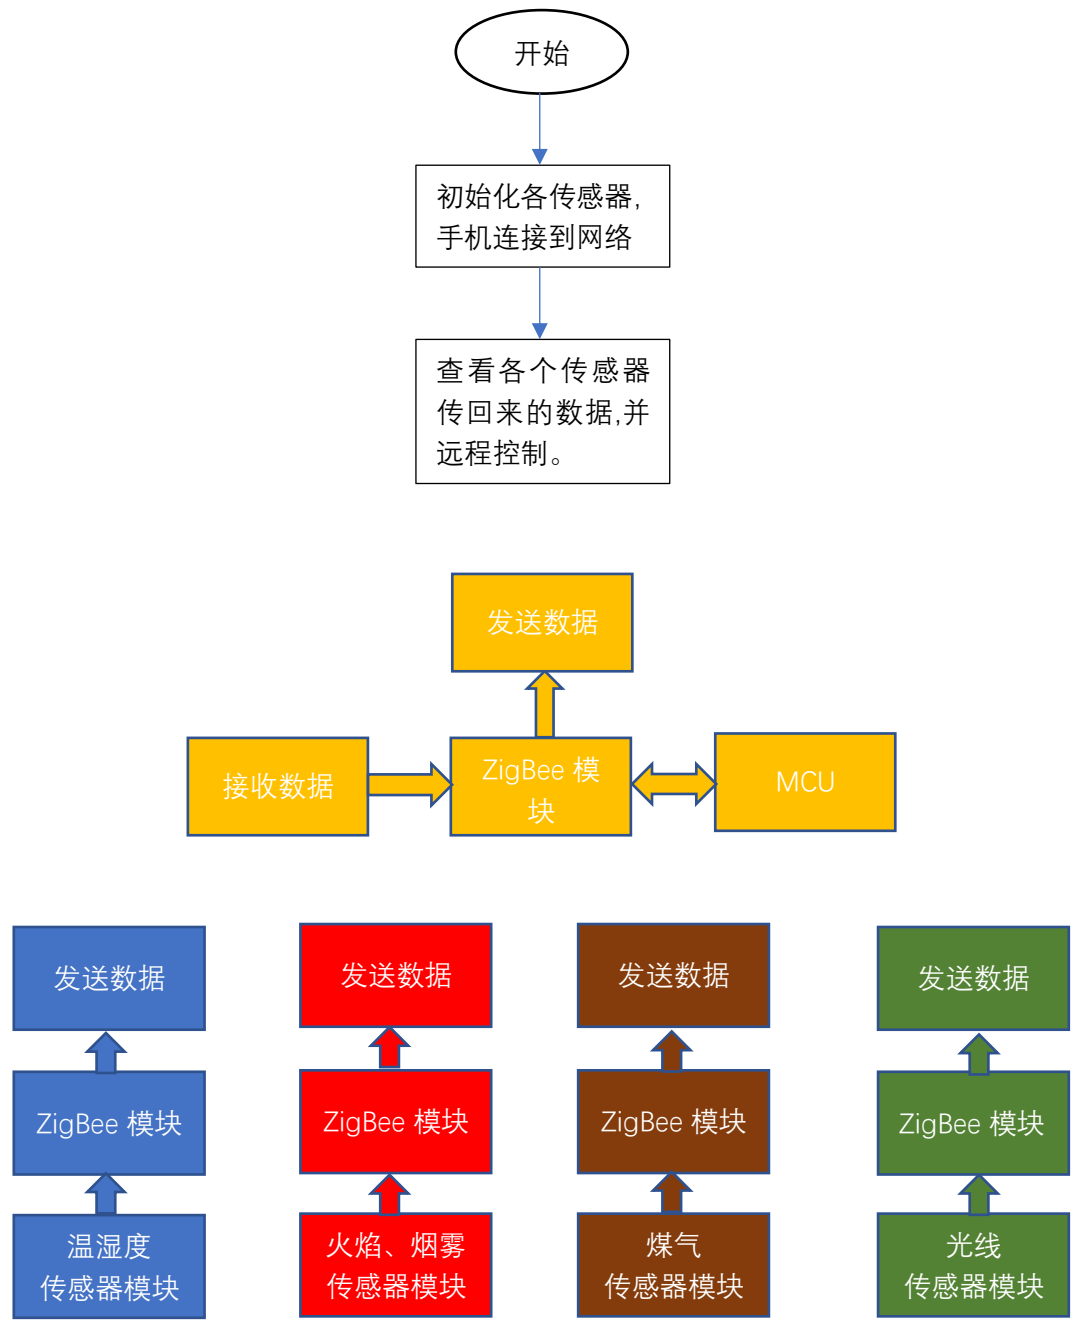 开始
初始化各传感器,
手机连接到网络
查看各个传感器
传回来的数据,并
远程控制。
发送数据
接收数据
ZigBee 模
块
MCU
发送数据
发送数据
发送数据
发送数据
ZigBee 模块
ZigBee 模块
ZigBee 模块
ZigBee 模块
温湿度
传感器模块
火焰、烟雾
传感器模块
煤气
传感器模块
光线
传感器模块